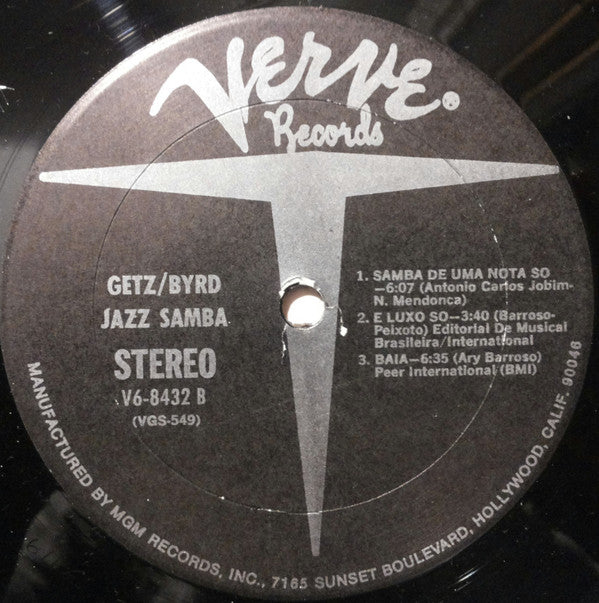 Verve®
Records
GETZ/BYRD
JAZZ SAMBA
STEREO
V6-8432 B
(VGS-549)
1. SAMBA DE UMA NOTA SO
—6:07 (Antonio Carlos Jobim-
N. Mendonca)
2. E LUXO SO—3:40 (Barroso-
Peixoto) Editorial De Musical
Brasileira/International
3. BAIA—6:35 (Ary Barroso)
Peer International (BMI)
MANUFACTURED BY MGM RECORDS, INC., 7165 SUNSET BOULEVARD, HOLLYWOOD, CALIF. 90046